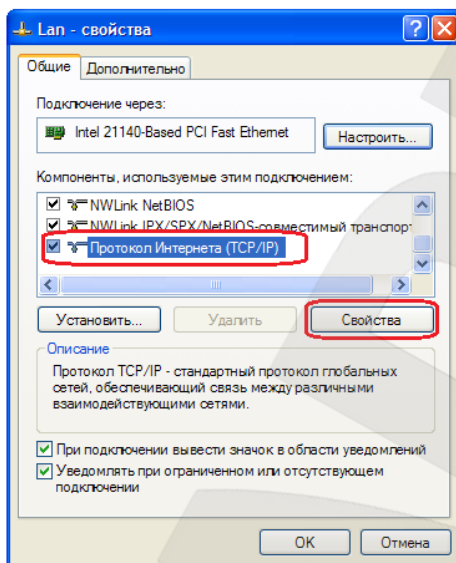 Lan - свойства
Общие
Дополнительно
Подключение через:
Intel 21140-Based PCI Fast Ethernet
Настроить...
Компоненты, используемые этим подключением:
NWLink NetBIOS
NWLink IPX/SPX/NetBIOS-совместимый транспорт
Протокол Интернета (TCP/IP)
Установить...
Удалить
Свойства
Описание
Протокол TCP/IP - стандартный протокол глобальных
сетей, обеспечивающий связь между различными
взаимодействующими сетями.
При подключении вывести значок в области уведомлений
Уведомлять при ограниченном или отсутствующем
подключении
OK
Отмена